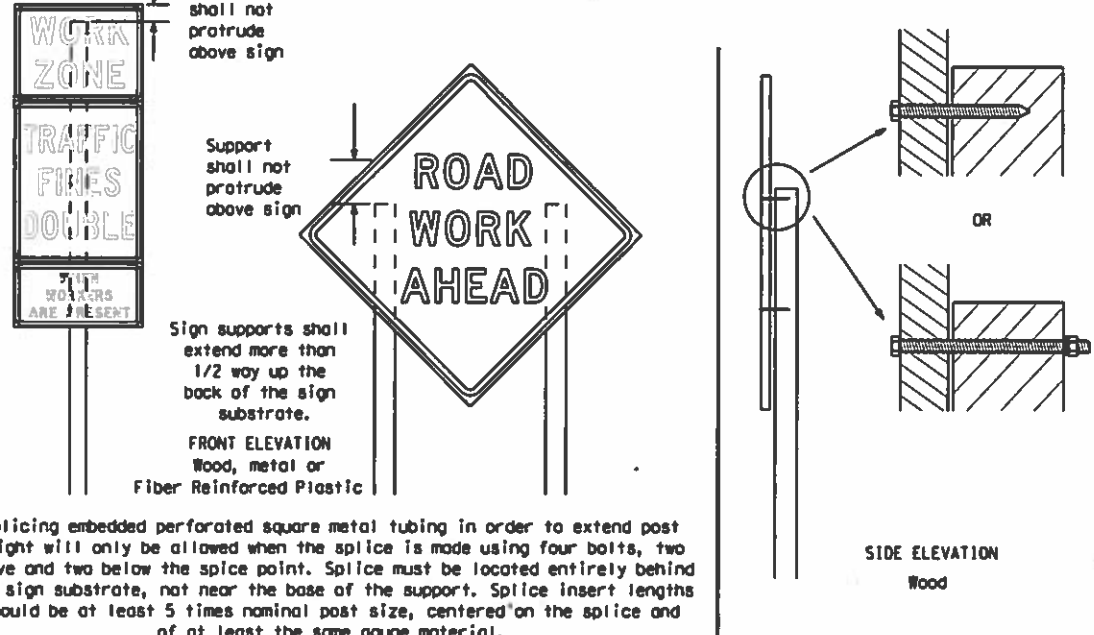 shall not
protrude
above sign
WORK
ZONE
TRAFFIC
FINES
DOUBLE
WHEN
WORKERS
ARE PRESENT
Support
shall not
protrude
above sign
ROAD
WORK
AHEAD
Sign supports shall
extend more than
1/2 way up the
back of the sign
substrate.
FRONT ELEVATION
Wood, metal or
Fiber Reinforced Plastic
OR
SIDE ELEVATION
Wood
plicing embedded perforated square metal tubing in order to extend post
ight will only be allowed when the splice is made using four bolts, two
ve and two below the spice point. Splice must be located entirely behind
sign substrate, not near the base of the support. Splice insert lengths
ould be at least 5 times nominal post size, centered on the splice and
of at least the same gauge material.